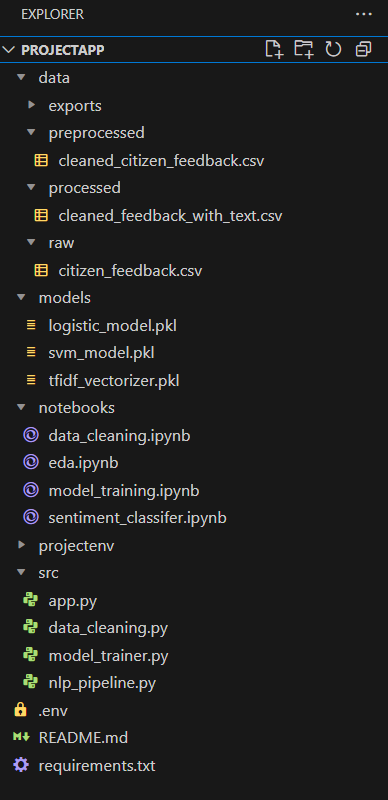 EXPLORER
PROJECTAPP
data
exports
preprocessed
cleaned_citizen_feedback.csv
processed
cleaned_feedback_with_text.csv
raw
citizen_feedback.csv
models
logistic_model.pkl
svm_model.pkl
tfidf_vectorizer.pkl
notebooks
data_cleaning.ipynb
eda.ipynb
model_training.ipynb
sentiment_classifer.ipynb
projectenv
src
app.py
data_cleaning.py
model_trainer.py
nlp_pipeline.py
.env
README.md
requirements.txt